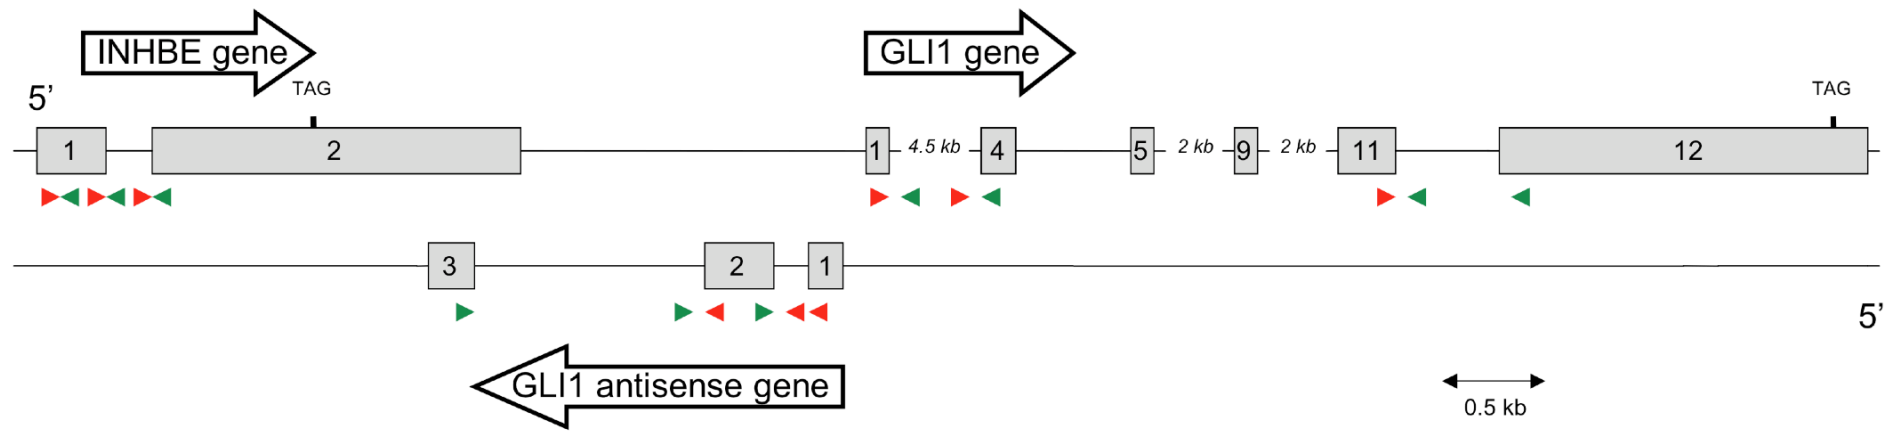 INHBE gene
GLI1 gene
TAG
TAG
5’
1
2
1
4.5 kb
4
5
2 kb
9
2 kb
11
12
3
2
1
5’
GLI1 antisense gene
0.5 kb